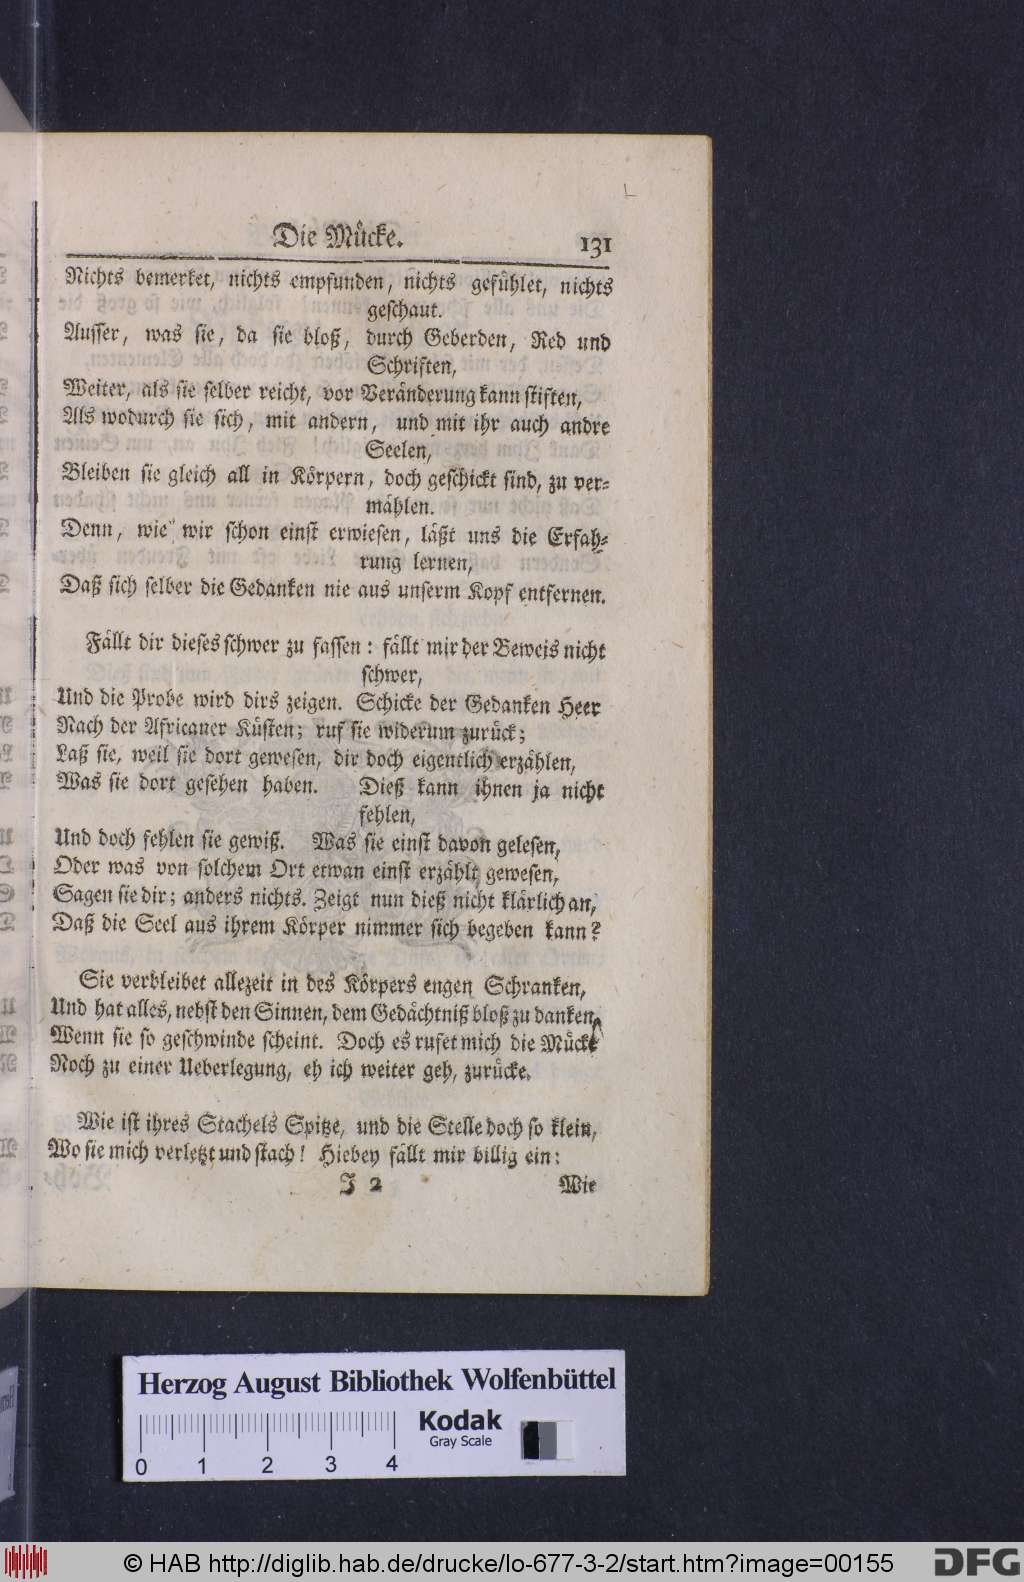 Die Mücke. 131
Nichts bemerket, nichts empfunden, nichts gefühlet, nichts
geschaut.
Ausser, was sie, da sie bloß, durch Geberden, Red und
Schriften,
Weiter, als sie selber reicht, vor Veränderung kann stiften,
Als wodurch sie sich, mit andern, und mit ihr auch andre
Seelen,
Bleiben sie gleich all in Körpern, doch geschickt sind, zu ver-
mählen.
Denn, wie wir schon einst erwiesen, läßt uns die Erfah-
rung lernen,
Daß sich selber die Gedanken nie aus unserm Kopf entfernen.
Fällt dir dieses schwer zu fassen: fällt mir der Beweis nicht
schwer,
Und die Probe wird dirs zeigen. Schicke der Gedanken Heer
Nach der Africaner Küsten; ruf sie widerum zurück;
Laß sie, weil sie dort gewesen, dir doch eigentlich erzählen,
Was sie dort gesehen haben. Dieß kann ihnen ja nicht
fehlen,
Und doch fehlen sie gewiß. Was sie einst davon gelesen,
Oder was von solchem Ort etwan einst erzählt gewesen,
Sagen sie dir; anders nichts. Zeigt nun dieß nicht klärlich an,
Daß die Seel aus ihrem Körper nimmer sich begeben kann?
Sie verbleibet allezeit in des Körpers engen Schranken,
Und hat alles, nebst den Sinnen, dem Gedächtniß bloß zu danken,
Wenn sie so geschwinde scheint. Doch es rufet mich die Mücke
Noch zu einer Ueberlegung, eh ich weiter geh, zurücke.
Wie ist ihres Stachels Spitze, und die Stelle doch so klein,
Wo sie mich verletzt und stach! Hiebey fällt mir billig ein:
J 2 Wie
Herzog August Bibliothek Wolfenbüttel
Kodak
Gray Scale
0 1 2 3 4
© HAB http://diglib.hab.de/drucke/lo-677-3-2/start.htm?image=00155
DFG